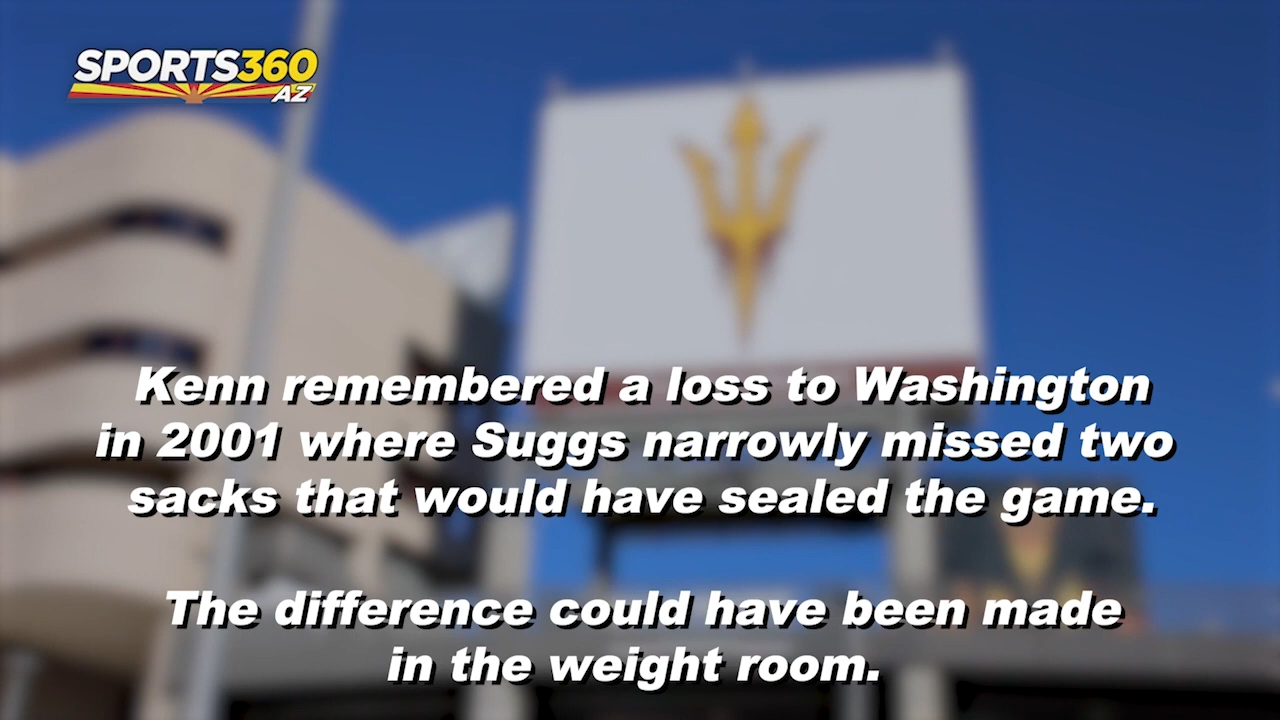 SPORTS360
AZ
Kenn remembered a loss to Washington
in 2001 where Suggs narrowly missed two
sacks that would have sealed the game.
The difference could have been made
in the weight room.